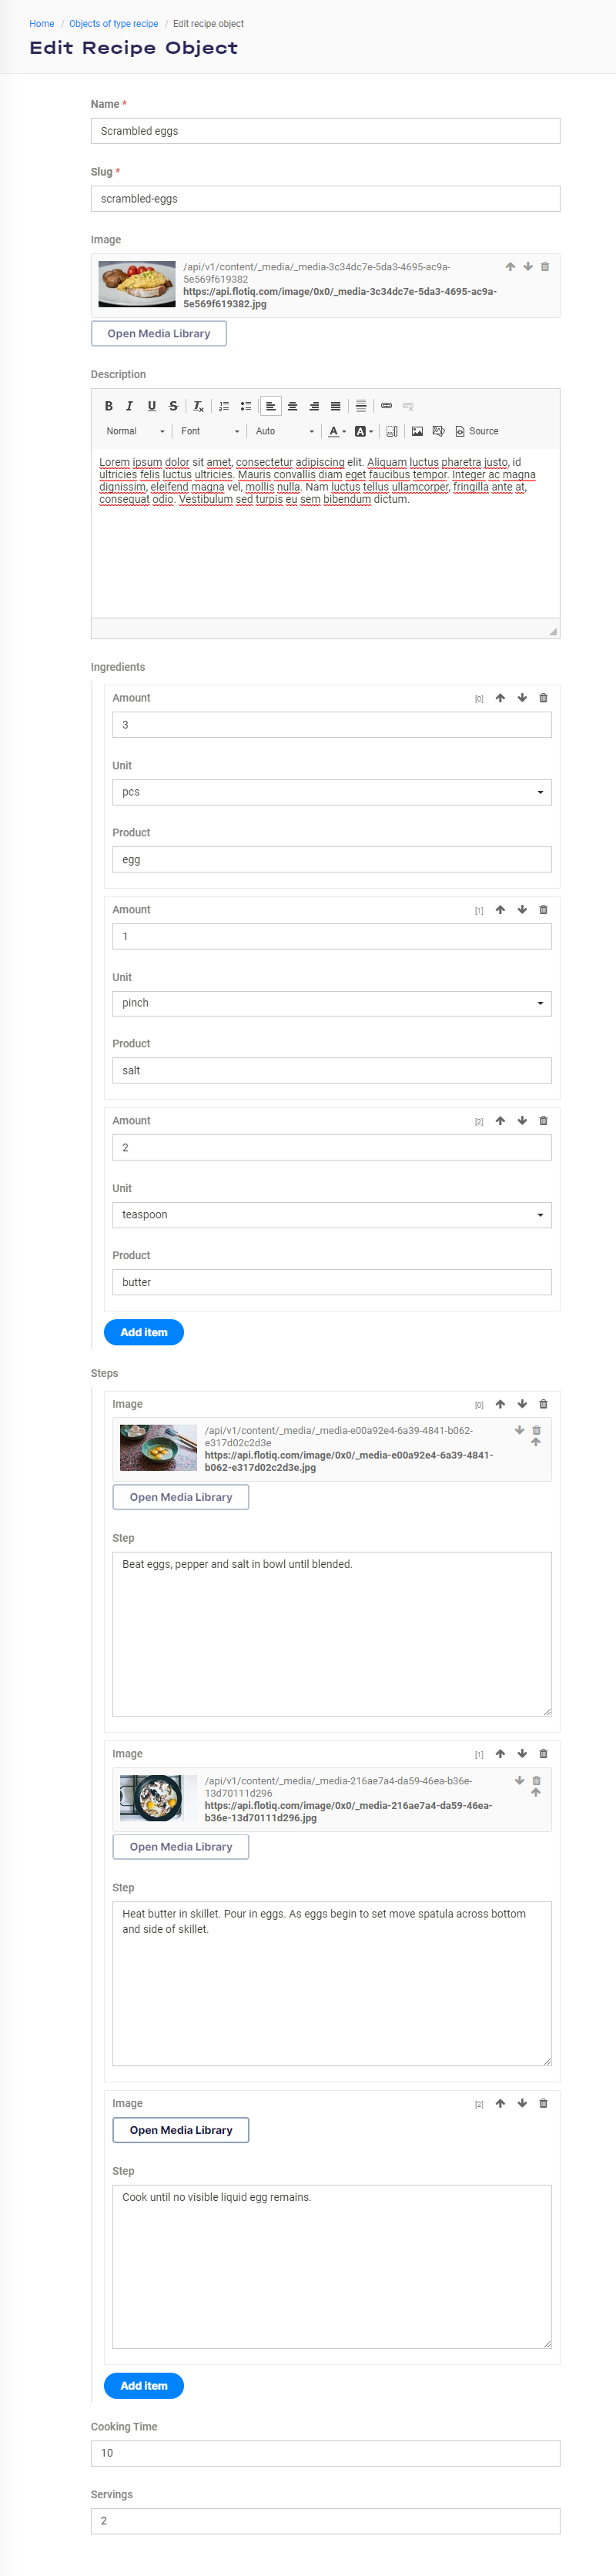 Home / Objects of type recipe / Edit recipe object
Edit Recipe Object
Name *
Scrambled eggs
Slug *
scrambled-eggs
Image
/api/v1/content/_media/_media-3c34dc7e-5da3-4695-ac9a-
5e569f619382
https://api.flotiq.com/image/0x0/_media-3c34dc7e-5da3-4695-ac9a-
5e569f619382.jpg
Open Media Library
Description
B I U S Tx
Normal Font Auto A A Source
Lorem ipsum dolor sit amet, consectetur adipiscing elit. Aliquam luctus pharetra justo, id
ultricies felis luctus ultricies. Mauris convallis diam eget faucibus tempor. Integer ac magna
dignissim, eleifend magna vel, mollis nulla. Nam luctus tellus ullamcorper, fringilla ante at,
consequat odio. Vestibulum sed turpis eu sem bibendum dictum.
Ingredients
Amount [0]
3
Unit
pcs
Product
egg
Amount [1]
1
Unit
pinch
Product
salt
Amount [2]
2
Unit
teaspoon
Product
butter
Add item
Steps
Image [0]
/api/v1/content/_media/_media-e00a92e4-6a39-4841-b062-
e317d02c2d3e
https://api.flotiq.com/image/0x0/_media-e00a92e4-6a39-4841-
b062-e317d02c2d3e.jpg
Open Media Library
Step
Beat eggs, pepper and salt in bowl until blended.
Image [1]
/api/v1/content/_media/_media-216ae7a4-da59-46ea-b36e-
13d70111d296
https://api.flotiq.com/image/0x0/_media-216ae7a4-da59-46ea-
b36e-13d70111d296.jpg
Open Media Library
Step
Heat butter in skillet. Pour in eggs. As eggs begin to set move spatula across bottom
and side of skillet.
Image [2]
Open Media Library
Step
Cook until no visible liquid egg remains.
Add item
Cooking Time
10
Servings
2